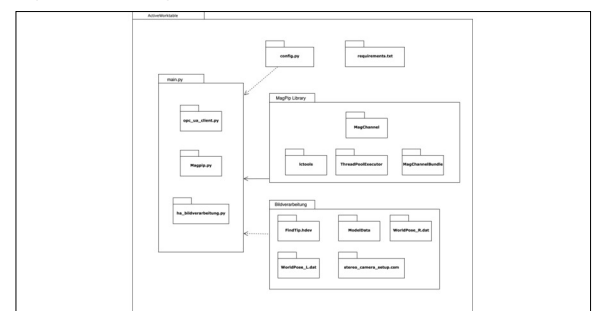 ActiveWorktable
config.py
requirements.txt
main.py
opc_ua_client.py
Magpip.py
hs_bildverarbeitung.py
MagPip Library
MagChannel
ictools
ThreadPoolExecutor
MagChannelBundle
Bildverarbeitung
FindTip.hdev
ModelData
WorldPose_R.dat
WorldPose_L.dat
stereo_camera_setup.csm